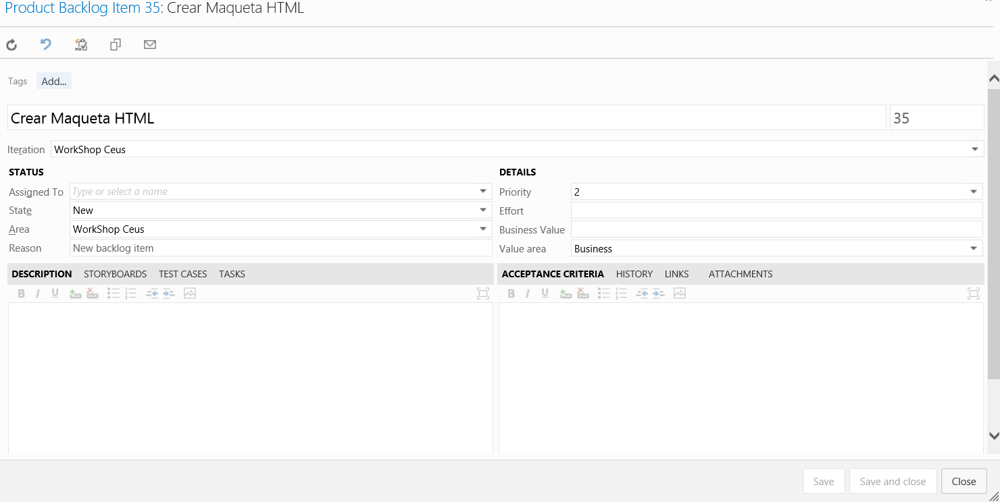 Product Backlog Item 35: Crear Maqueta HTML
Tags Add...
Crear Maqueta HTML 35
Iteration WorkShop Ceus
STATUS
Assigned To Type or select a name
State New
Area WorkShop Ceus
Reason New backlog item
DETAILS
Priority 2
Effort
Business Value
Value area Business
DESCRIPTION STORYBOARDS TEST CASES TASKS
B I U
ACCEPTANCE CRITERIA HISTORY LINKS ATTACHMENTS
B I U
Save Save and close Close